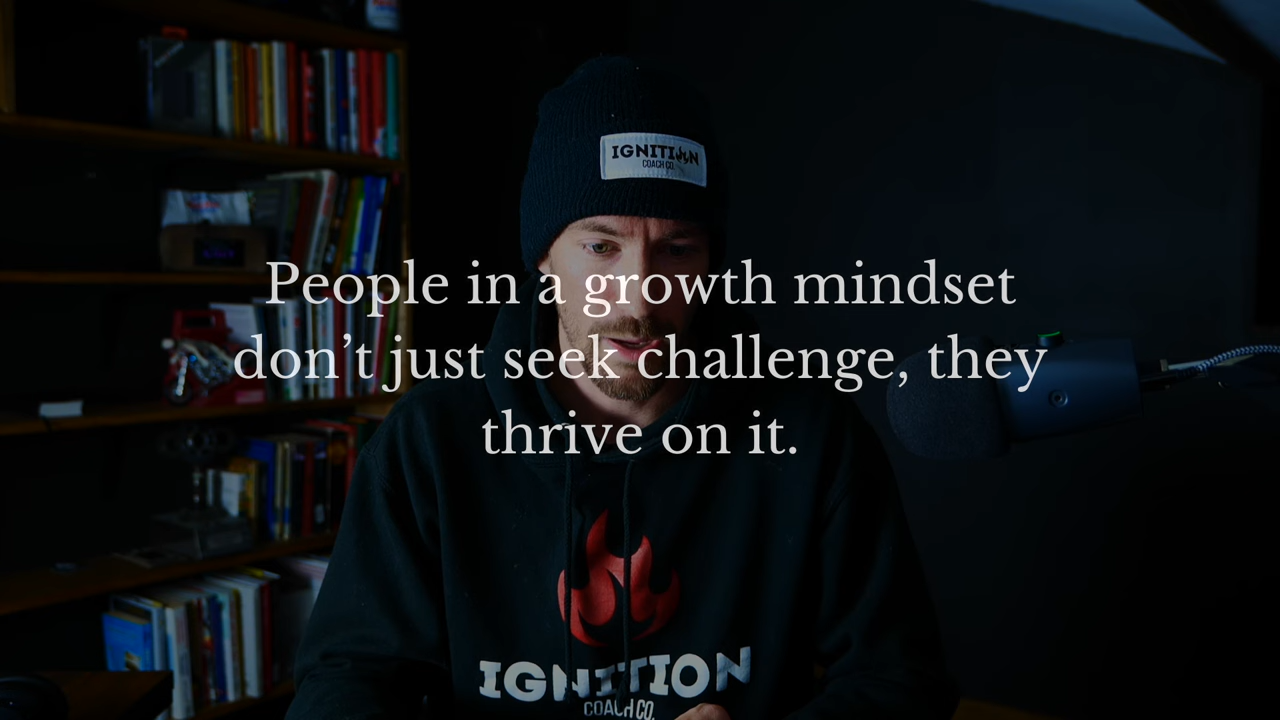 IGNITION
COACH CO.
People in a growth mindset
don’t just seek challenge, they
thrive on it.
IGNITION
COACH CO.